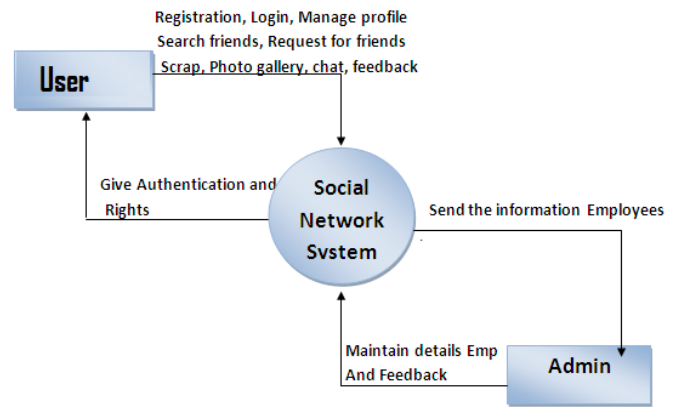 Registration, Login, Manage profile
Search friends, Request for friends
Scrap, Photo gallery, chat, feedback
User
Give Authentication and
Rights
Social
Network
System
Send the information Employees
Maintain details Emp
And Feedback
Admin